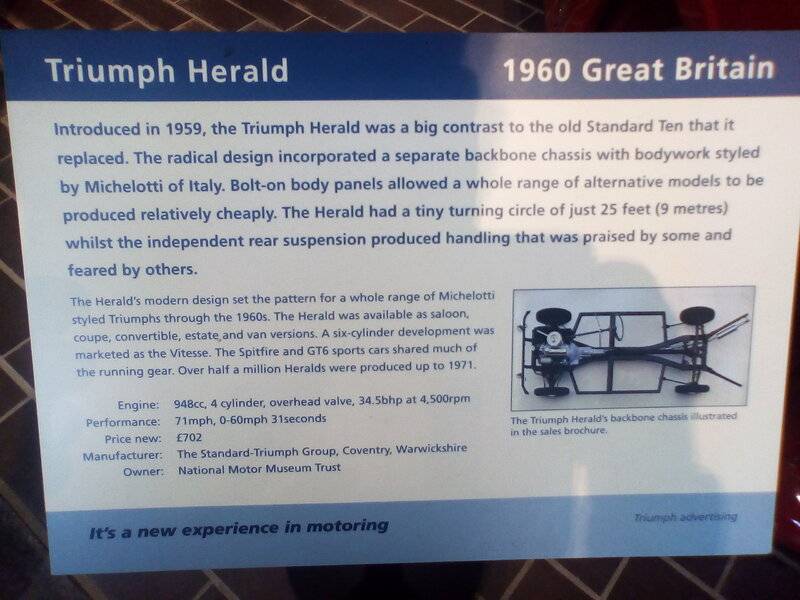 Triumph Herald 1960 Great Britain
Introduced in 1959, the Triumph Herald was a big contrast to the old Standard Ten that it
replaced. The radical design incorporated a separate backbone chassis with bodywork styled
by Michelotti of Italy. Bolt-on body panels allowed a whole range of alternative models to be
produced relatively cheaply. The Herald had a tiny turning circle of just 25 feet (9 metres)
whilst the independent rear suspension produced handling that was praised by some and
feared by others.
The Herald's modern design set the pattern for a whole range of Michelotti
styled Triumphs through the 1960s. The Herald was available as saloon,
coupe, convertible, estate and van versions. A six-cylinder development was
marketed as the Vitesse. The Spitfire and GT6 sports cars shared much of
the running gear. Over half a million Heralds were produced up to 1971.
Engine: 948cc, 4 cylinder, overhead valve, 34.5bhp at 4,500rpm
Performance: 71mph, 0-60mph 31seconds
Price new: £702
Manufacturer: The Standard-Triumph Group, Coventry, Warwickshire
Owner: National Motor Museum Trust
The Triumph Herald's backbone chassis illustrated
in the sales brochure.
It's a new experience in motoring
Triumph advertising